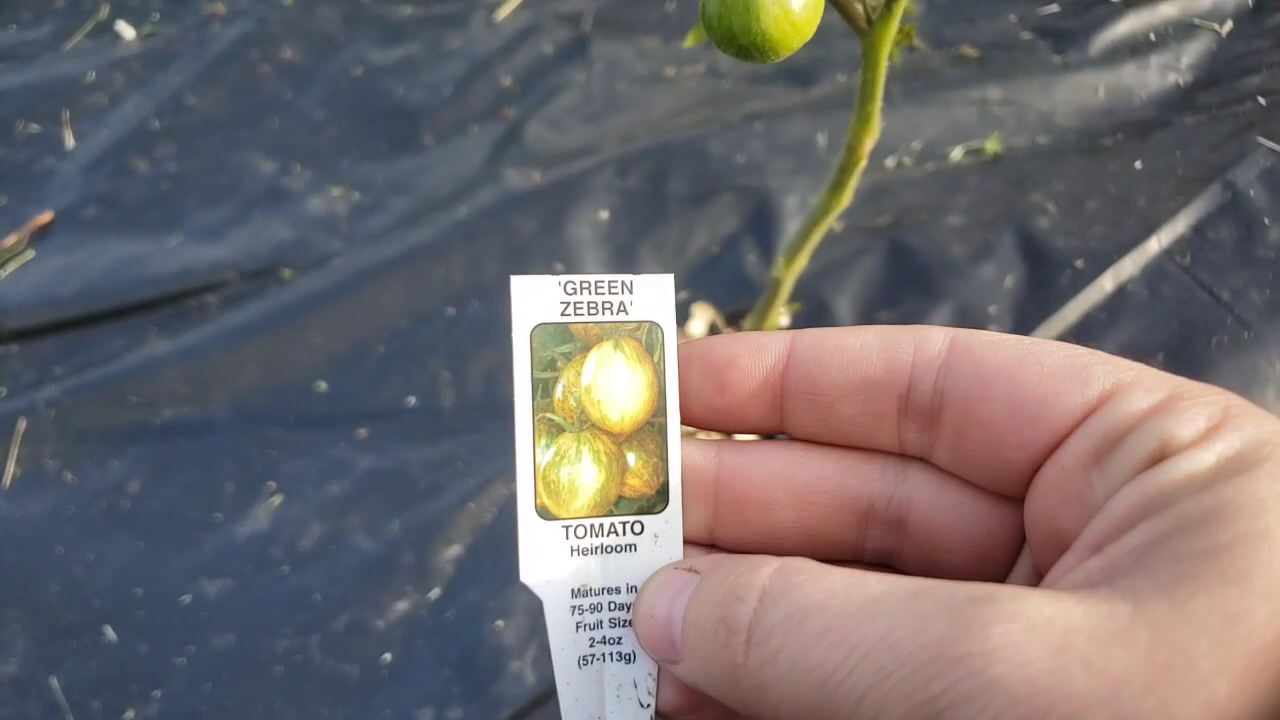 'GREEN
ZEBRA'
TOMATO
Heirloom
Matures in
75-90 Day
Fruit Size
2-4oz
(57-113g)